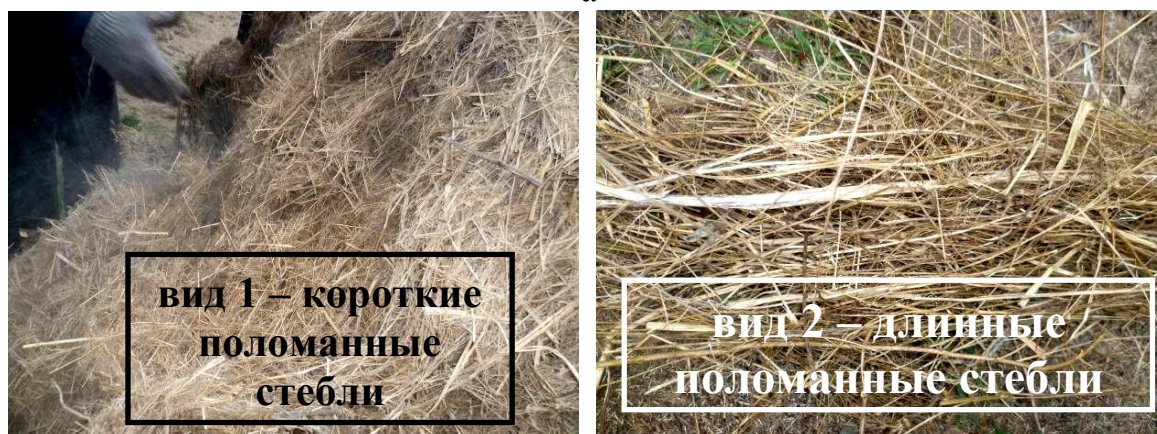 вид 1 – короткие
поломанные
стебли
вид 2 – длинные
поломанные стебли